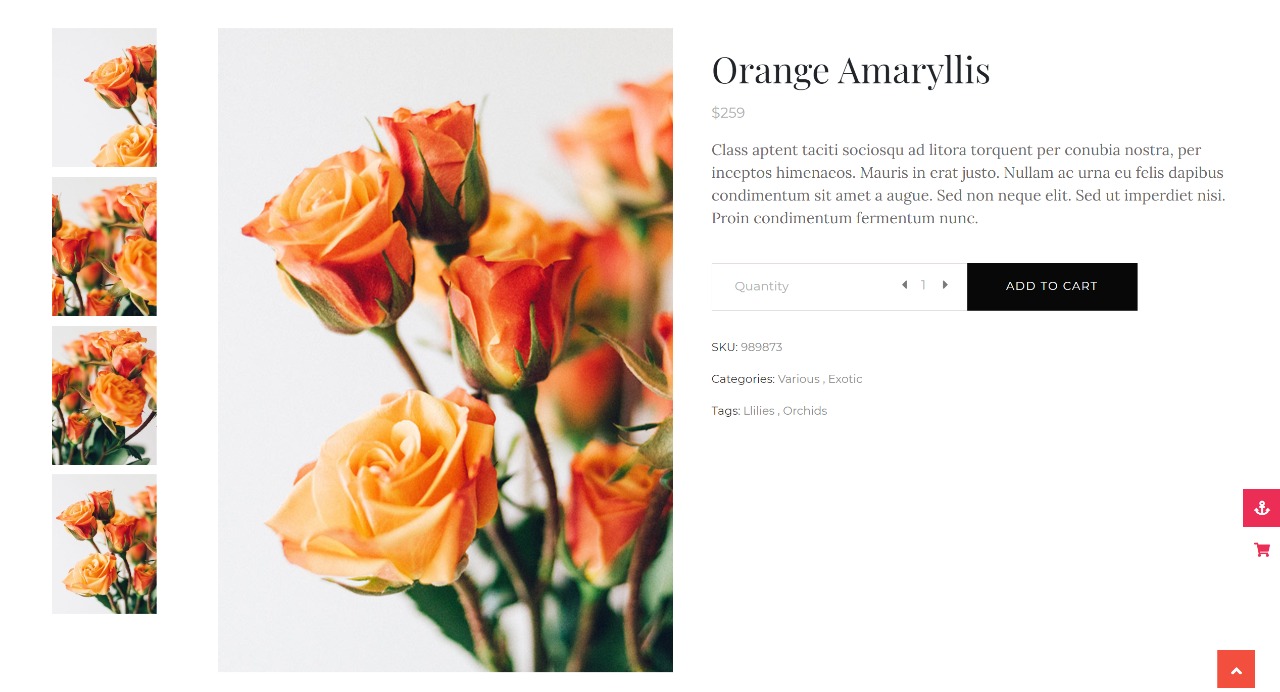 Orange Amaryllis
$259
Class aptent taciti sociosqu ad litora torquent per conubia nostra, per
inceptos himenaeos. Mauris in erat justo. Nullam ac urna eu felis dapibus
condimentum sit amet a augue. Sed non neque elit. Sed ut imperdiet nisi.
Proin condimentum fermentum nunc.
Quantity 1 ADD TO CART
SKU: 989873
Categories: Various , Exotic
Tags: Llilies , Orchids